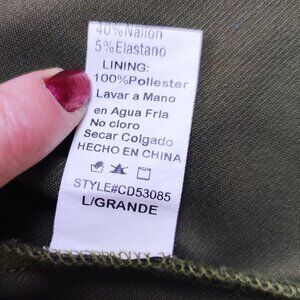 40%Nailon
5%Elastano
LINING:
100%Poliester
Lavar a Mano
en Agua Fria
No cloro
Secar Colgado
HECHO EN CHINA
STYLE#CD53085
L/GRANDE